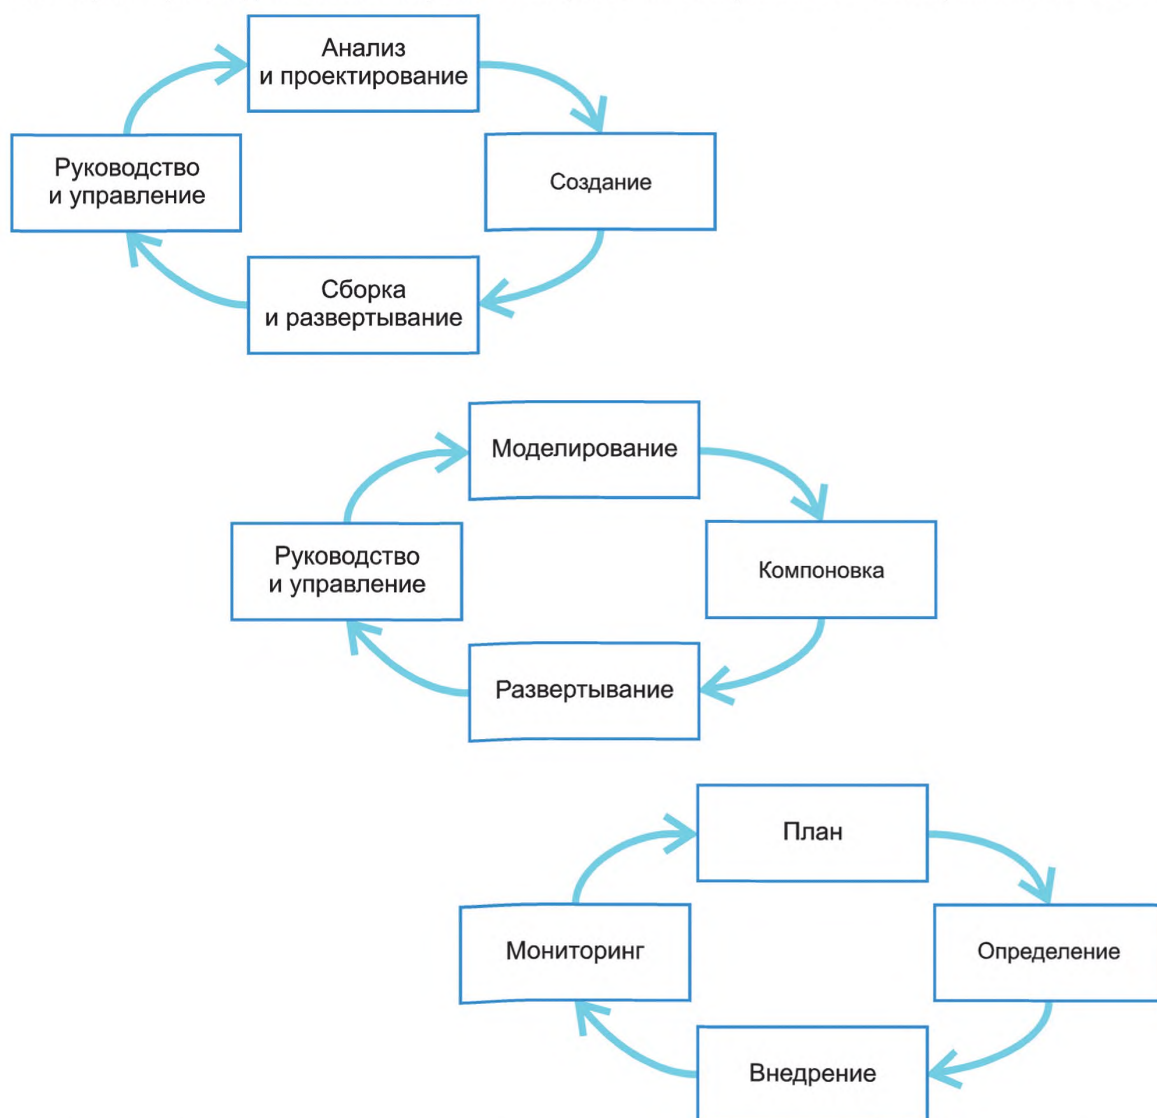 Анализ
и проектирование
Руководство
и управление
Создание
Сборка
и развертывание
Моделирование
Руководство
и управление
Компоновка
Развертывание
План
Мониторинг
Определение
Внедрение